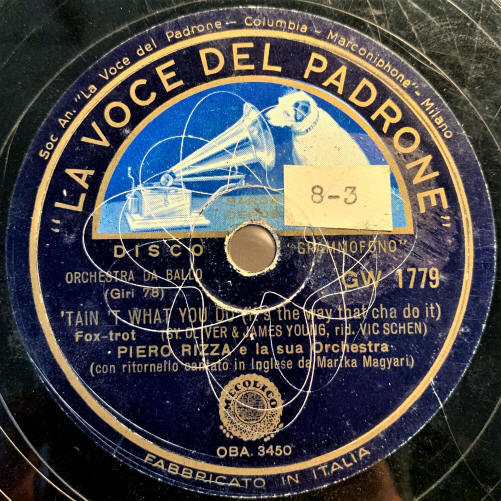 Soc. An. "La Voce del Padrone - Columbia - Marconiphone" - Milano
"LA VOCE DEL PADRONE"
8-3
DISCO "GRAMMOFONO"
ORCHESTRA DA BALLO
(Giri 78)
GW 1779
'TAIN 'T WHAT YOU DO (it's the way that cha do it)
Fox-trot (SY. OLIVER & JAMES YOUNG, rid. VIC SCHEN)
PIERO RIZZA e la sua Orchestra
(con ritornello cantato in Inglese da Marika Magyari)
MECOLICO
OBA. 3450
FABBRICATO IN ITALIA